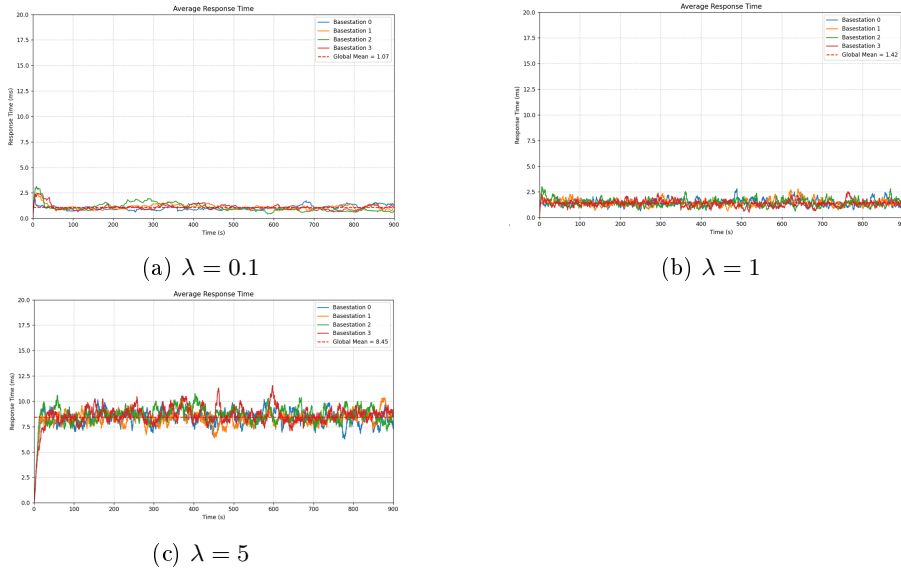 Average Response Time
Response Time (ms)
20.0
17.5
15.0
12.5
10.0
7.5
5.0
2.5
0.0
0 100 200 300 400 500 600 700 800 900
Time (s)
Basestation 0
Basestation 1
Basestation 2
Basestation 3
Global Mean = 1.07
(a) λ = 0.1
Average Response Time
Response Time (ms)
20.0
17.5
15.0
12.5
10.0
7.5
5.0
2.5
0.0
0 100 200 300 400 500 600 700 800 900
Time (s)
Basestation 0
Basestation 1
Basestation 2
Basestation 3
Global Mean = 1.42
(b) λ = 1
Average Response Time
Response Time (ms)
20.0
17.5
15.0
12.5
10.0
7.5
5.0
2.5
0.0
0 100 200 300 400 500 600 700 800 900
Time (s)
Basestation 0
Basestation 1
Basestation 2
Basestation 3
Global Mean = 8.45
(c) λ = 5